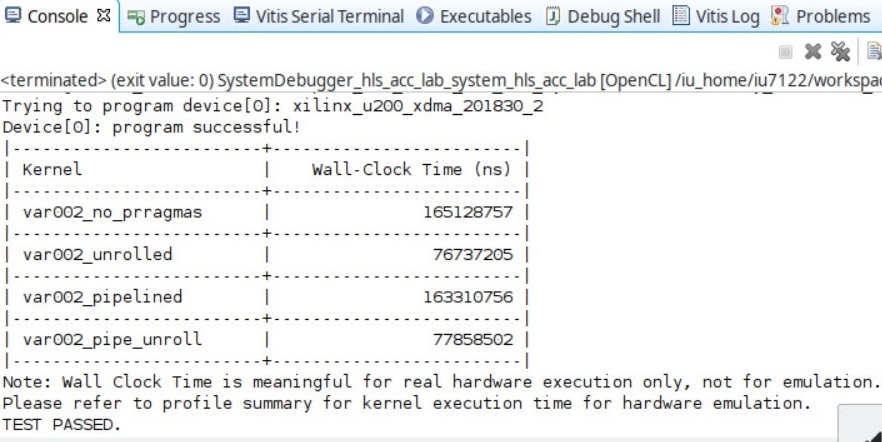 Console Progress Vitis Serial Terminal Executables Debug Shell Vitis Log Problems
<terminated> (exit value: 0) SystemDebugger_hls_acc_lab_system_hls_acc_lab [OpenCL] /iu_home/iu7122/workspac
Trying to program device[0]: xilinx_u200_xdma_201830_2
Device[0]: program successful!
|-------------------------+-------------------------|
| Kernel                  |    Wall-Clock Time (ns) |
|-------------------------+-------------------------|
| var002_no_prragmas      |               165128757 |
|-------------------------+-------------------------|
| var002_unrolled         |                76737205 |
|-------------------------+-------------------------|
| var002_pipelined        |               163310756 |
|-------------------------+-------------------------|
| var002_pipe_unroll      |                77858502 |
|-------------------------+-------------------------|
Note: Wall Clock Time is meaningful for real hardware execution only, not for emulation.
Please refer to profile summary for kernel execution time for hardware emulation.
TEST PASSED.